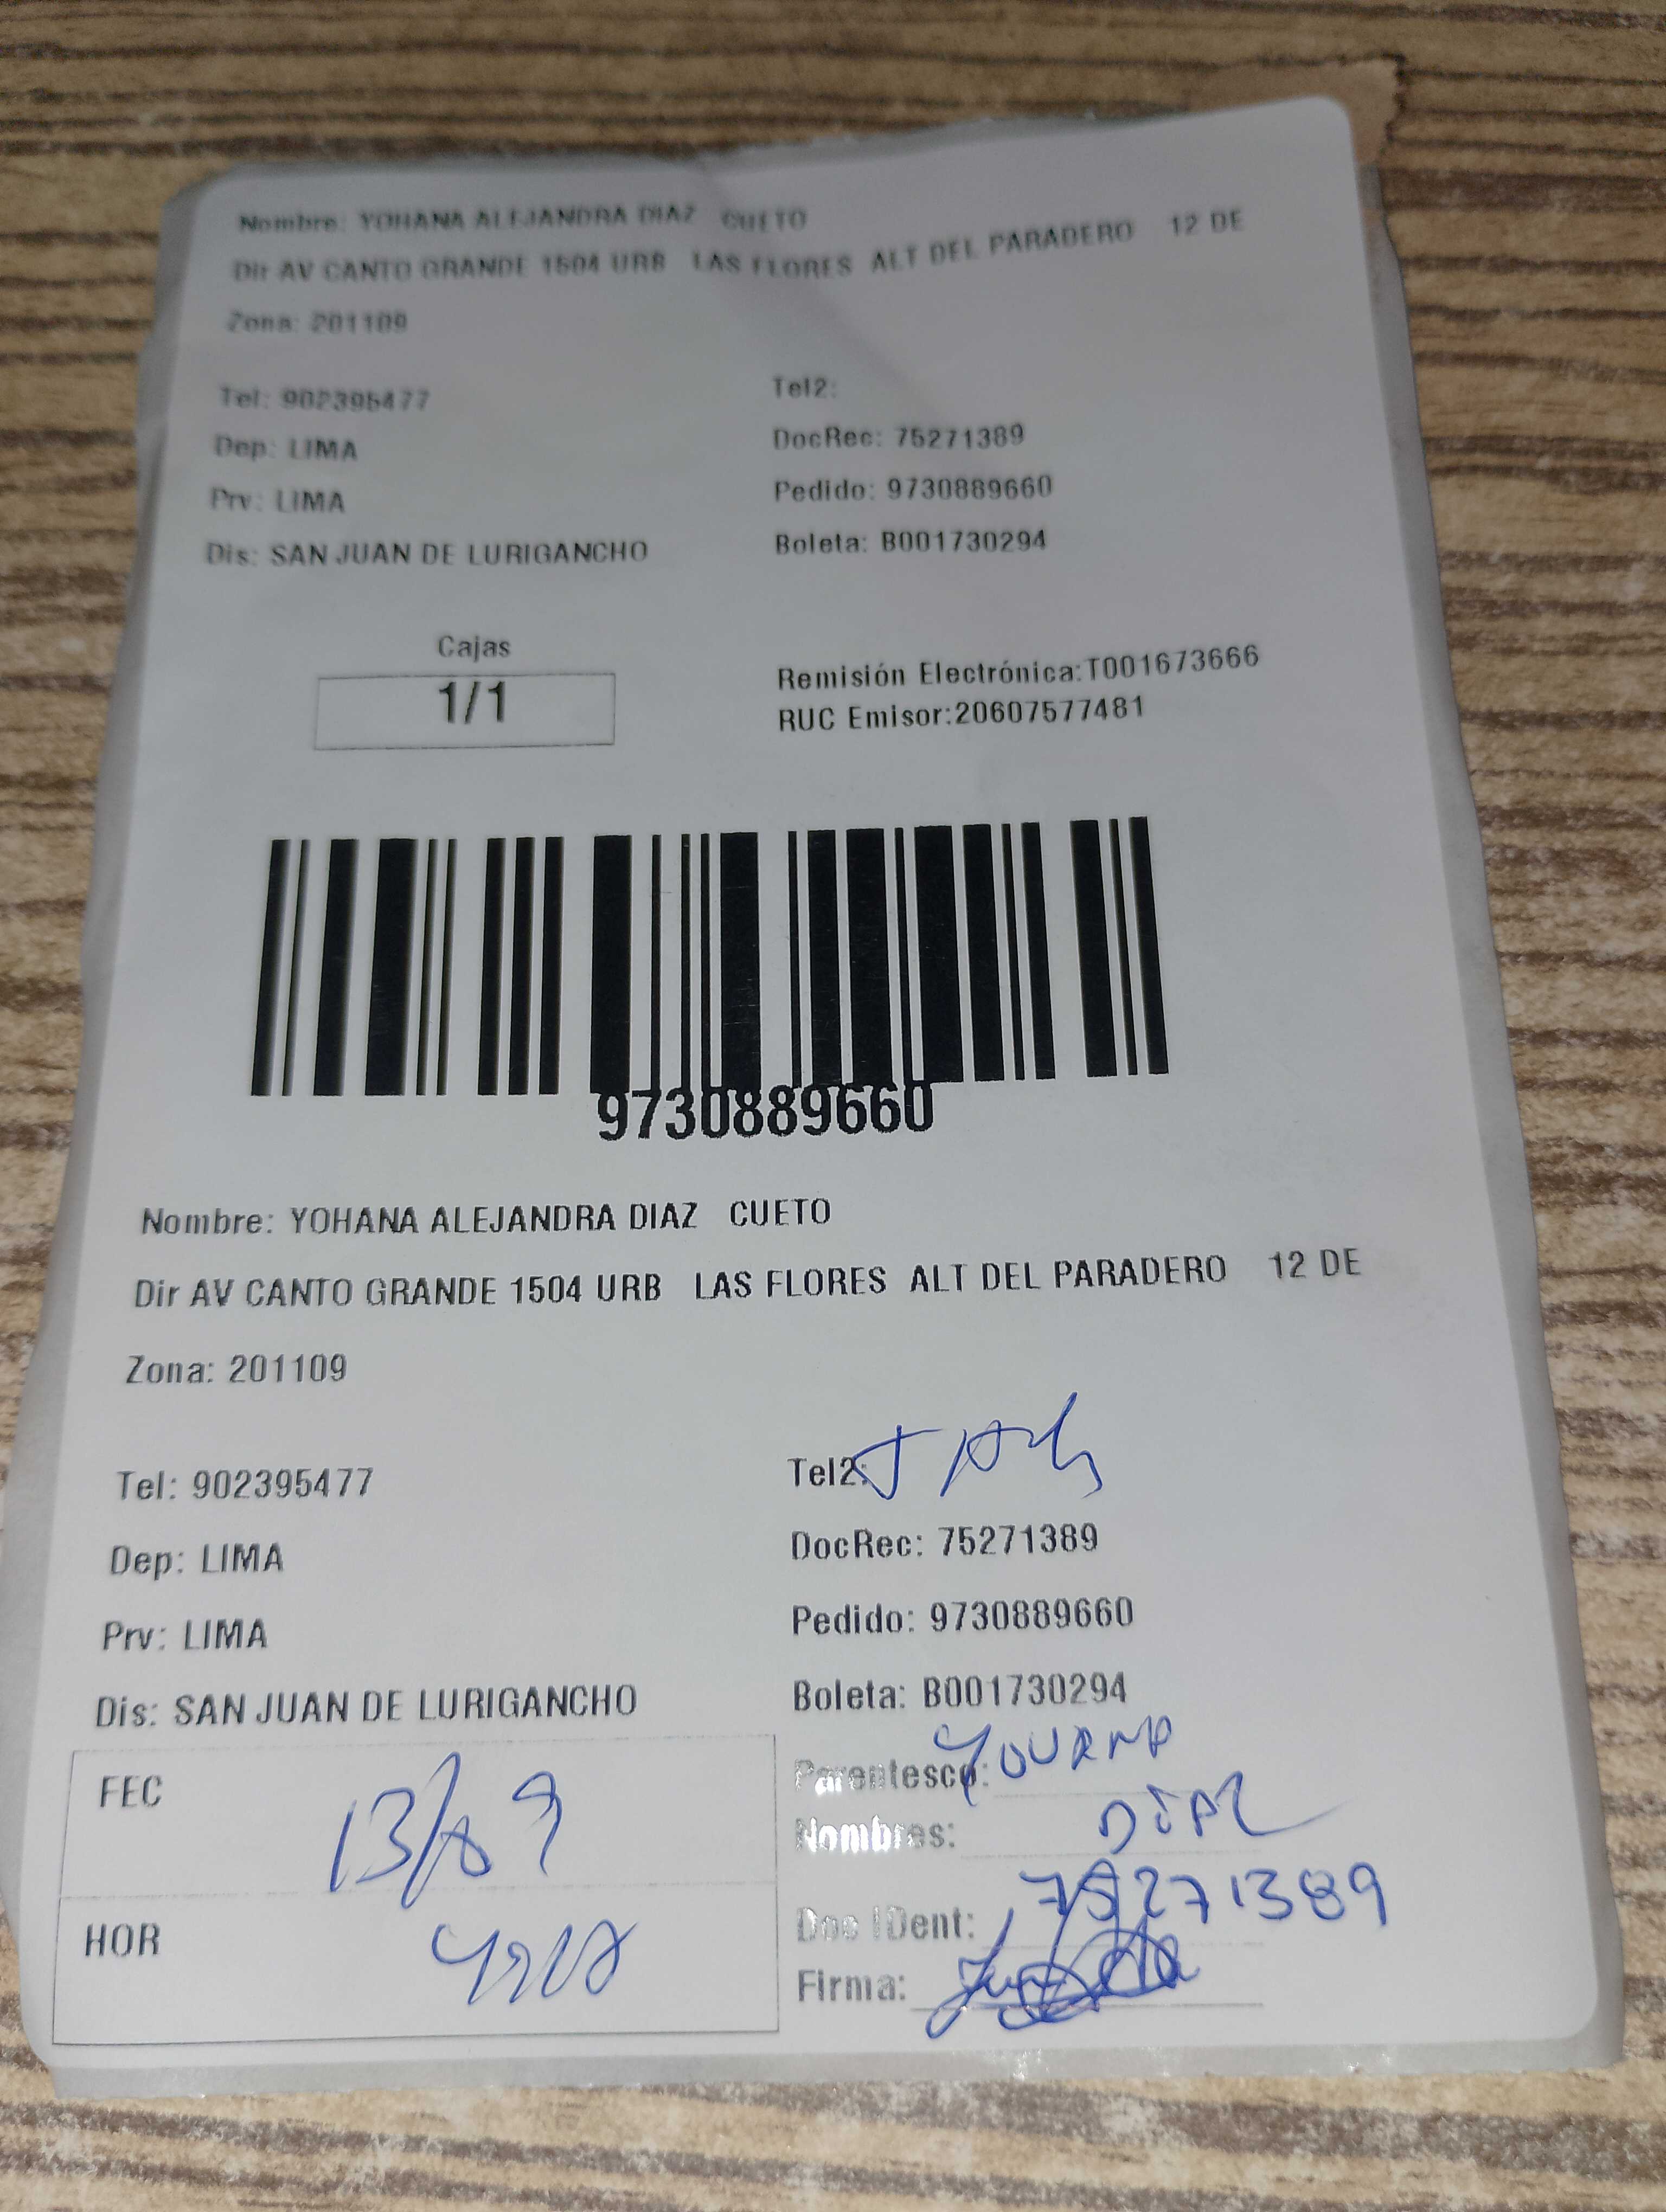 Nombre: YOHANA ALEJANDRA DIAZ CUETO
Dir AV CANTO GRANDE 1504 URB LAS FLORES ALT DEL PARADERO 12 DE
Zona: 201109
Tel: 902395477 Tel2:
Dep: LIMA DocRec: 75271389
Prv: LIMA Pedido: 9730889660
Dis: SAN JUAN DE LURIGANCHO Boleta: B001730294
Cajas
1/1
Remisión Electrónica:T001673666
RUC Emisor:20607577481
9730889660
Nombre: YOHANA ALEJANDRA DIAZ CUETO
Dir AV CANTO GRANDE 1504 URB LAS FLORES ALT DEL PARADERO 12 DE
Zona: 201109
Tel: 902395477 Tel2:
Dep: LIMA DocRec: 75271389
Prv: LIMA Pedido: 9730889660
Dis: SAN JUAN DE LURIGANCHO Boleta: B001730294
FEC 13/09
Parentesco:
Nombres: DIAZ
HOR
Doc IDent: 75271389
Firma: